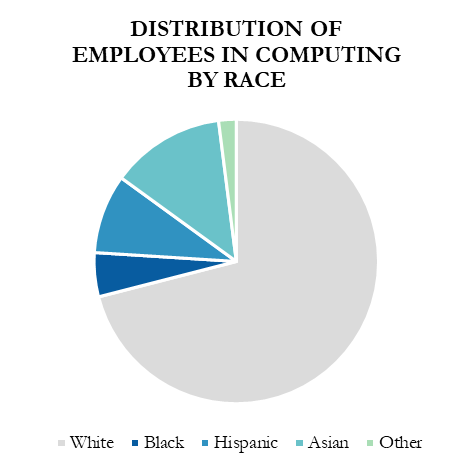 DISTRIBUTION OF
EMPLOYEES IN COMPUTING
BY RACE
White Black Hispanic Asian Other